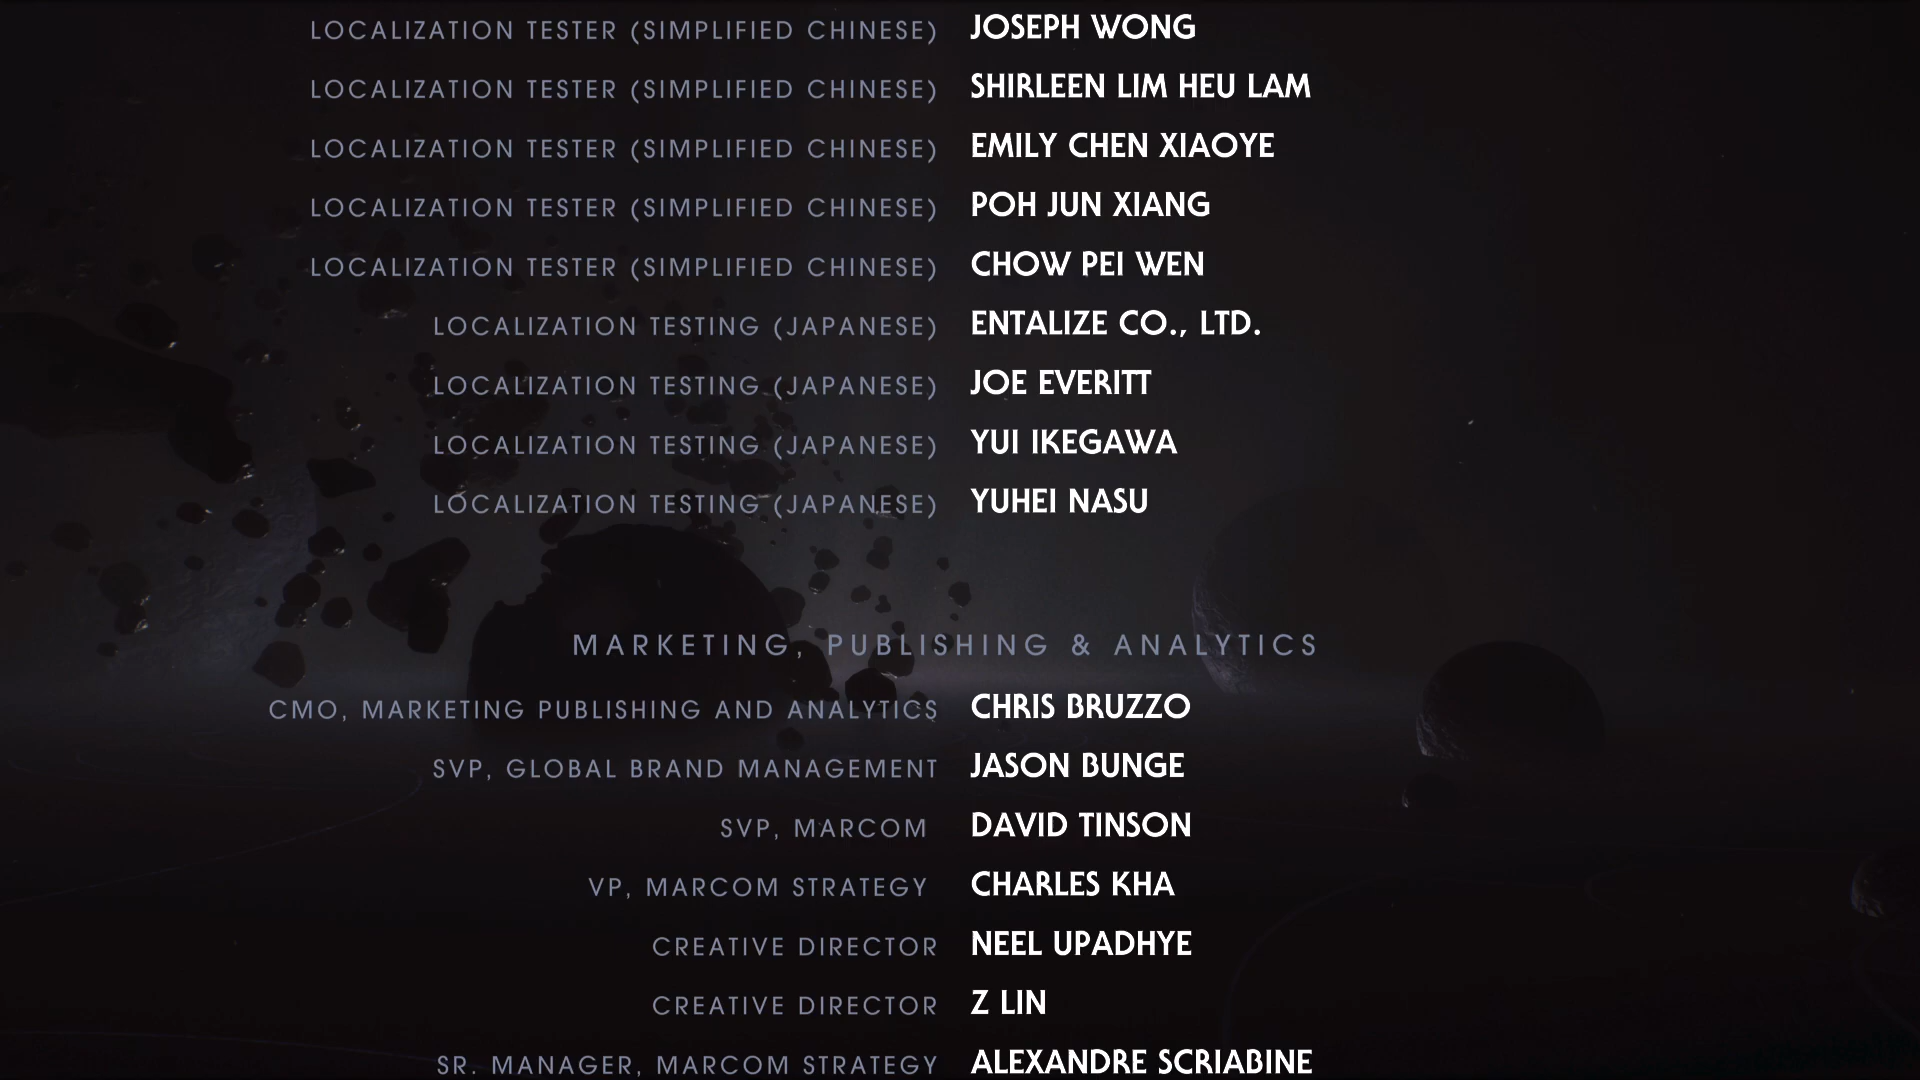 LOCALIZATION TESTER (SIMPLIFIED CHINESE) JOSEPH WONG
LOCALIZATION TESTER (SIMPLIFIED CHINESE) SHIRLEEN LIM HEU LAM
LOCALIZATION TESTER (SIMPLIFIED CHINESE) EMILY CHEN XIAOYE
LOCALIZATION TESTER (SIMPLIFIED CHINESE) POH JUN XIANG
LOCALIZATION TESTER (SIMPLIFIED CHINESE) CHOW PEI WEN
LOCALIZATION TESTING (JAPANESE) ENTALIZE CO., LTD.
LOCALIZATION TESTING (JAPANESE) JOE EVERITT
LOCALIZATION TESTING (JAPANESE) YUI IKEGAWA
LOCALIZATION TESTING (JAPANESE) YUHEI NASU
MARKETING, PUBLISHING & ANALYTICS
CMO, MARKETING PUBLISHING AND ANALYTICS CHRIS BRUZZO
SVP, GLOBAL BRAND MANAGEMENT JASON BUNGE
SVP, MARCOM DAVID TINSON
VP, MARCOM STRATEGY CHARLES KHA
CREATIVE DIRECTOR NEEL UPADHYE
CREATIVE DIRECTOR Z LIN
SR. MANAGER, MARCOM STRATEGY ALEXANDRE SCRIABINE